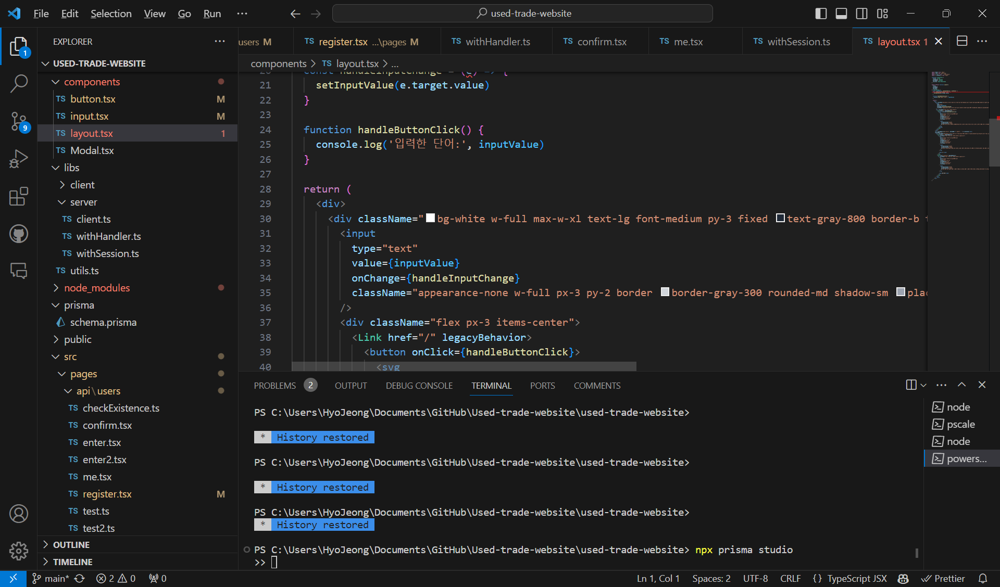 File Edit Selection View Go Run ···
used-trade-website
EXPLORER ···
USED-TRADE-WEBSITE
components
TS button.tsx M
TS input.tsx M
TS layout.tsx 1
TS Modal.tsx
libs
client
server
TS client.ts
TS withHandler.ts
TS withSession.ts
TS utils.ts
node_modules
prisma
schema.prisma
public
src
pages
api\users
TS checkExistence.ts
TS confirm.tsx
TS enter.tsx
TS enter2.tsx
TS me.tsx
TS register.tsx M
TS test.ts
TS test2.ts
OUTLINE
TIMELINE
1
9
users M
TS register.tsx ...\pages M
TS withHandler.ts
TS confirm.tsx
TS me.tsx
TS withSession.ts
TS layout.tsx 1
components > TS layout.tsx > ...
20 const handleInputChange = (e) => {
21 setInputValue(e.target.value)
22 }
23
24 function handleButtonClick() {
25 console.log('입력한 단어:', inputValue)
26 }
27
28 return (
29 <div>
30 <div className="bg-white w-full max-w-xl text-lg font-medium py-3 fixed text-gray-800 border-b
31 <input
32 type="text"
33 value={inputValue}
34 onChange={handleInputChange}
35 className="appearance-none w-full px-3 py-2 border border-gray-300 rounded-md shadow-sm plac
36 />
37 <div className="flex px-3 items-center">
38 <Link href="/" legacyBehavior>
39 <button onClick={handleButtonClick}>
40 <svg
PROBLEMS 2 OUTPUT DEBUG CONSOLE TERMINAL PORTS COMMENTS
PS C:\Users\HyoJeong\Documents\GitHub\Used-trade-website\used-trade-website>
* History restored
PS C:\Users\HyoJeong\Documents\GitHub\Used-trade-website\used-trade-website>
* History restored
PS C:\Users\HyoJeong\Documents\GitHub\Used-trade-website\used-trade-website>
* History restored
PS C:\Users\HyoJeong\Documents\GitHub\Used-trade-website\used-trade-website> npx prisma studio
>>
node
pscale
node
powers...
main* 2 0 0
Ln 1, Col 1 Spaces: 2 UTF-8 CRLF {} TypeScript JSX Prettier